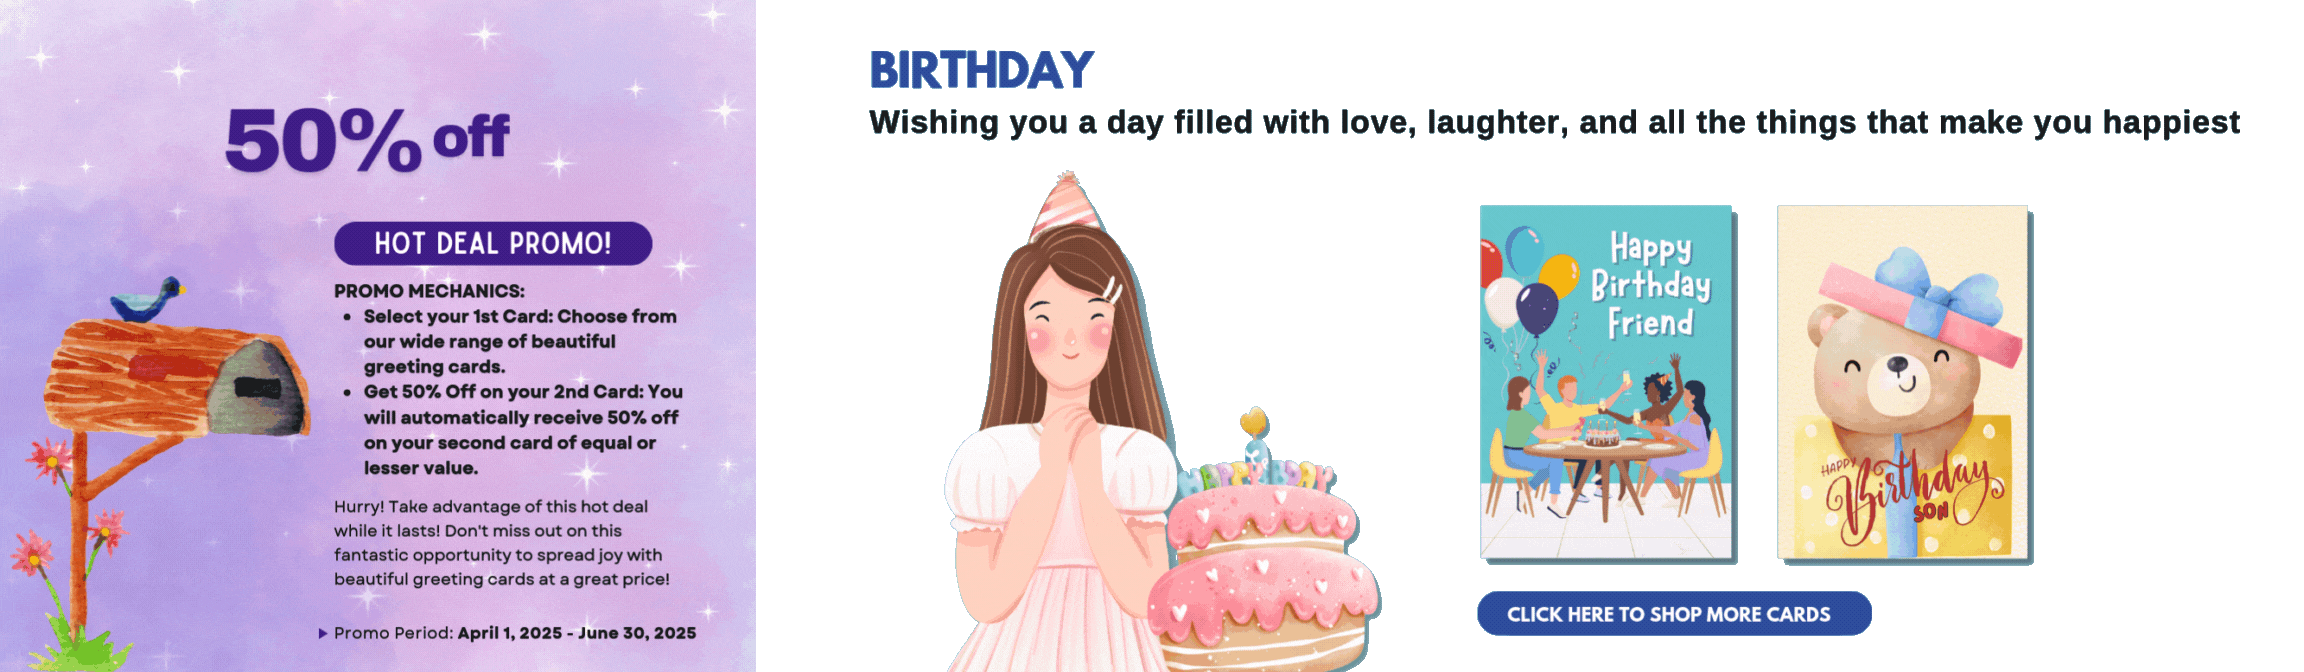 50% off
HOT DEAL PROMO!
PROMO MECHANICS:
• Select your 1st Card: Choose from
our wide range of beautiful
greeting cards.
• Get 50% Off on your 2nd Card: You
will automatically receive 50% off
on your second card of equal or
lesser value.
Hurry! Take advantage of this hot deal
while it lasts! Don't miss out on this
fantastic opportunity to spread joy with
beautiful greeting cards at a great price!
Promo Period: April 1, 2025 - June 30, 2025
BIRTHDAY
Wishing you a day filled with love, laughter, and all the things that make you happiest
HAPPY BDAY
Happy
Birthday
Friend
HAPPY
Birthday
SON
CLICK HERE TO SHOP MORE CARDS